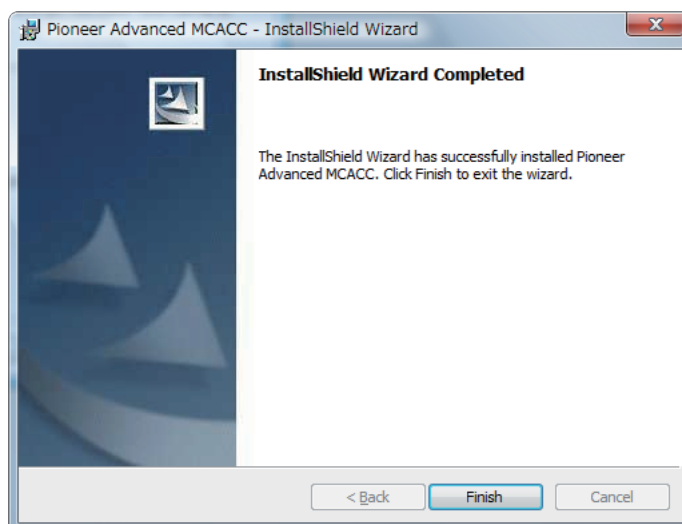 Pioneer Advanced MCACC - InstallShield Wizard
InstallShield Wizard Completed
The InstallShield Wizard has successfully installed Pioneer
Advanced MCACC. Click Finish to exit the wizard.
< Back Finish Cancel